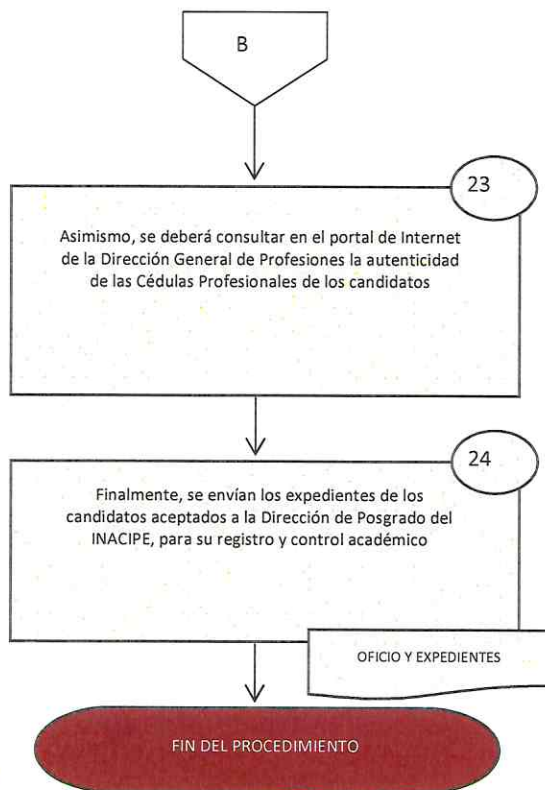 B
23
Asimismo, se deberá consultar en el portal de Internet
de la Dirección General de Profesiones la autenticidad
de las Cédulas Profesionales de los candidatos
24
Finalmente, se envían los expedientes de los
candidatos aceptados a la Dirección de Posgrado del
INACIPE, para su registro y control académico
OFICIO Y EXPEDIENTES
FIN DEL PROCEDIMIENTO